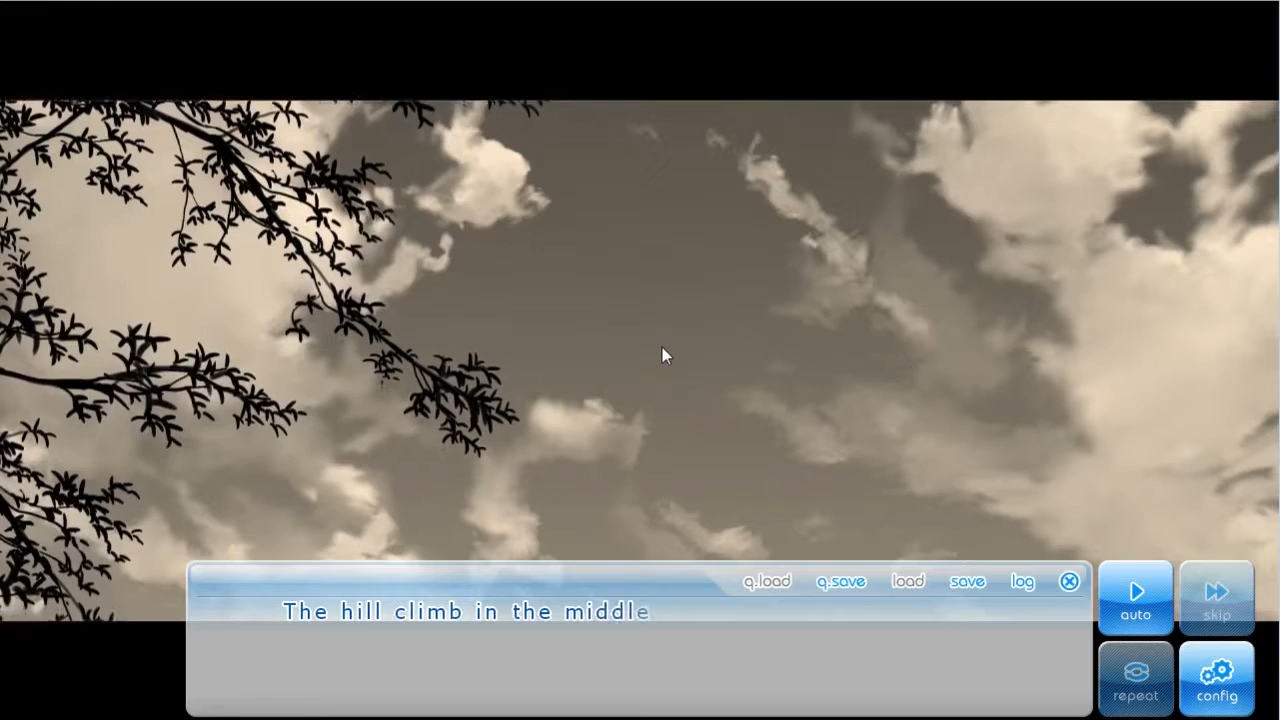 q.load q.save load save log
The hill climb in the middle
auto skip
repeat config